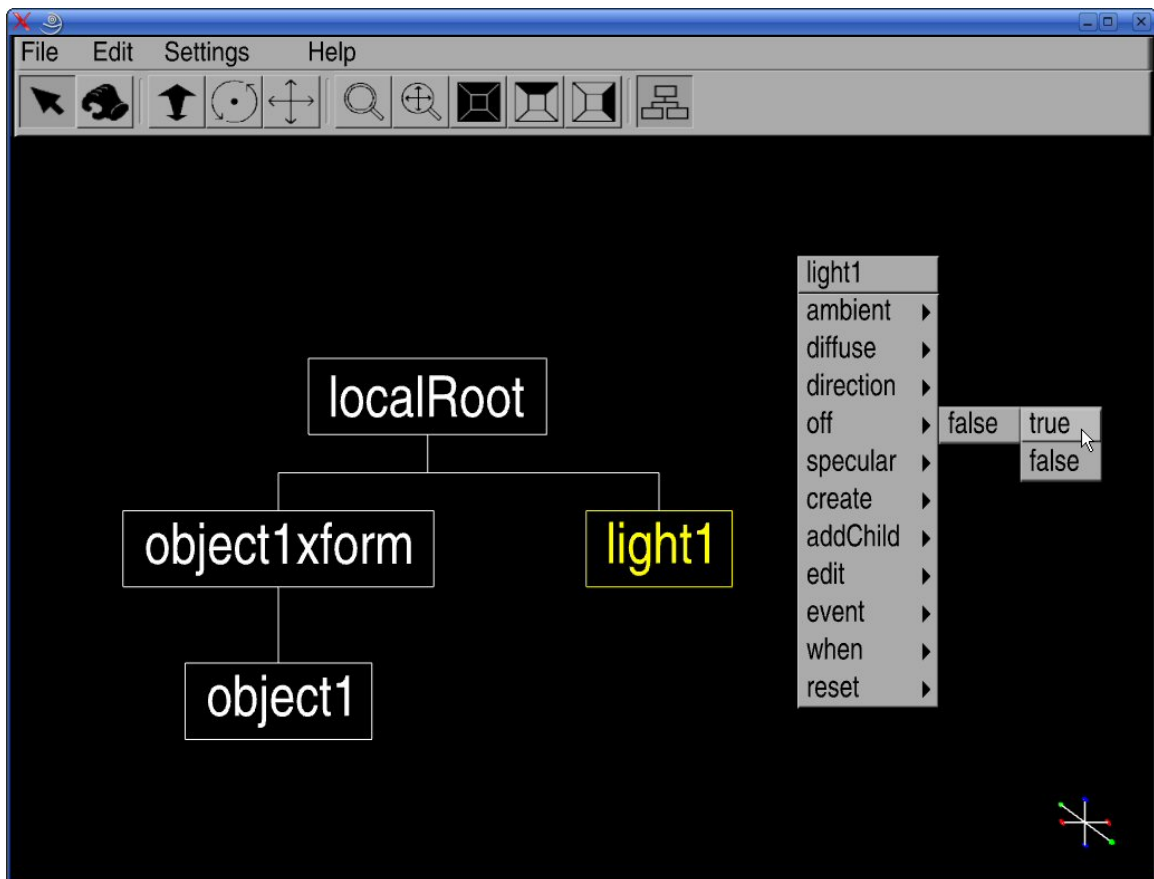 File Edit Settings Help
localRoot
object1xform
light1
object1
light1
ambient
diffuse
direction
off
false
true
false
specular
create
addChild
edit
event
when
reset